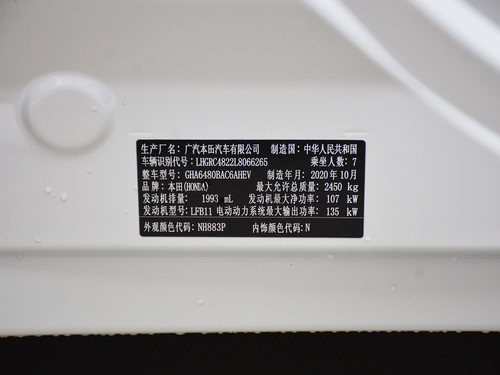 生产厂名：广汽本田汽车有限公司 制造国：中华人民共和国
车辆识别代号：LHGRC4822L8066265 乘坐人数：7
整车型号：GHA6480BAC6AHEV 制造年月：2020年10月
品牌：本田(HONDA) 最大允许总质量：2450 kg
发动机排量：1993 mL 发动机最大净功率：107 kW
发动机型号：LFB11 电动动力系统最大输出功率：135 kW
外观颜色代码：NH883P 内饰颜色代码：N